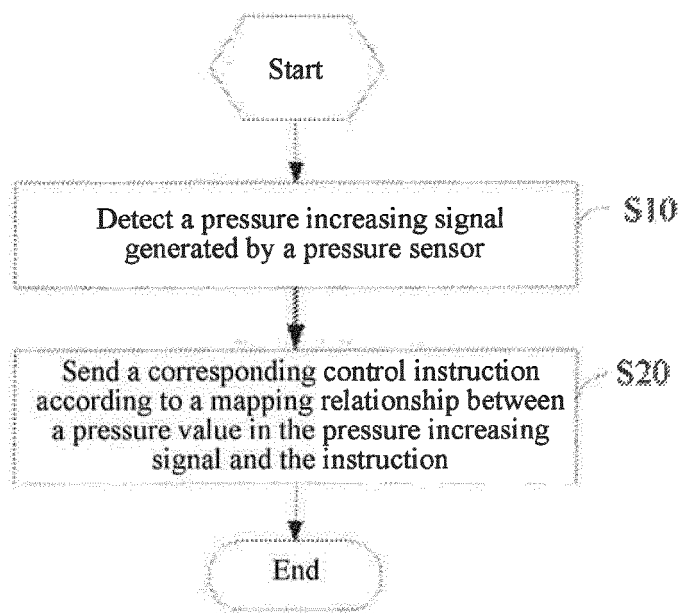 Start
Detect a pressure increasing signal
generated by a pressure sensor
S10
Send a corresponding control instruction
according to a mapping relationship between
a pressure value in the pressure increasing
signal and the instruction
S20
End